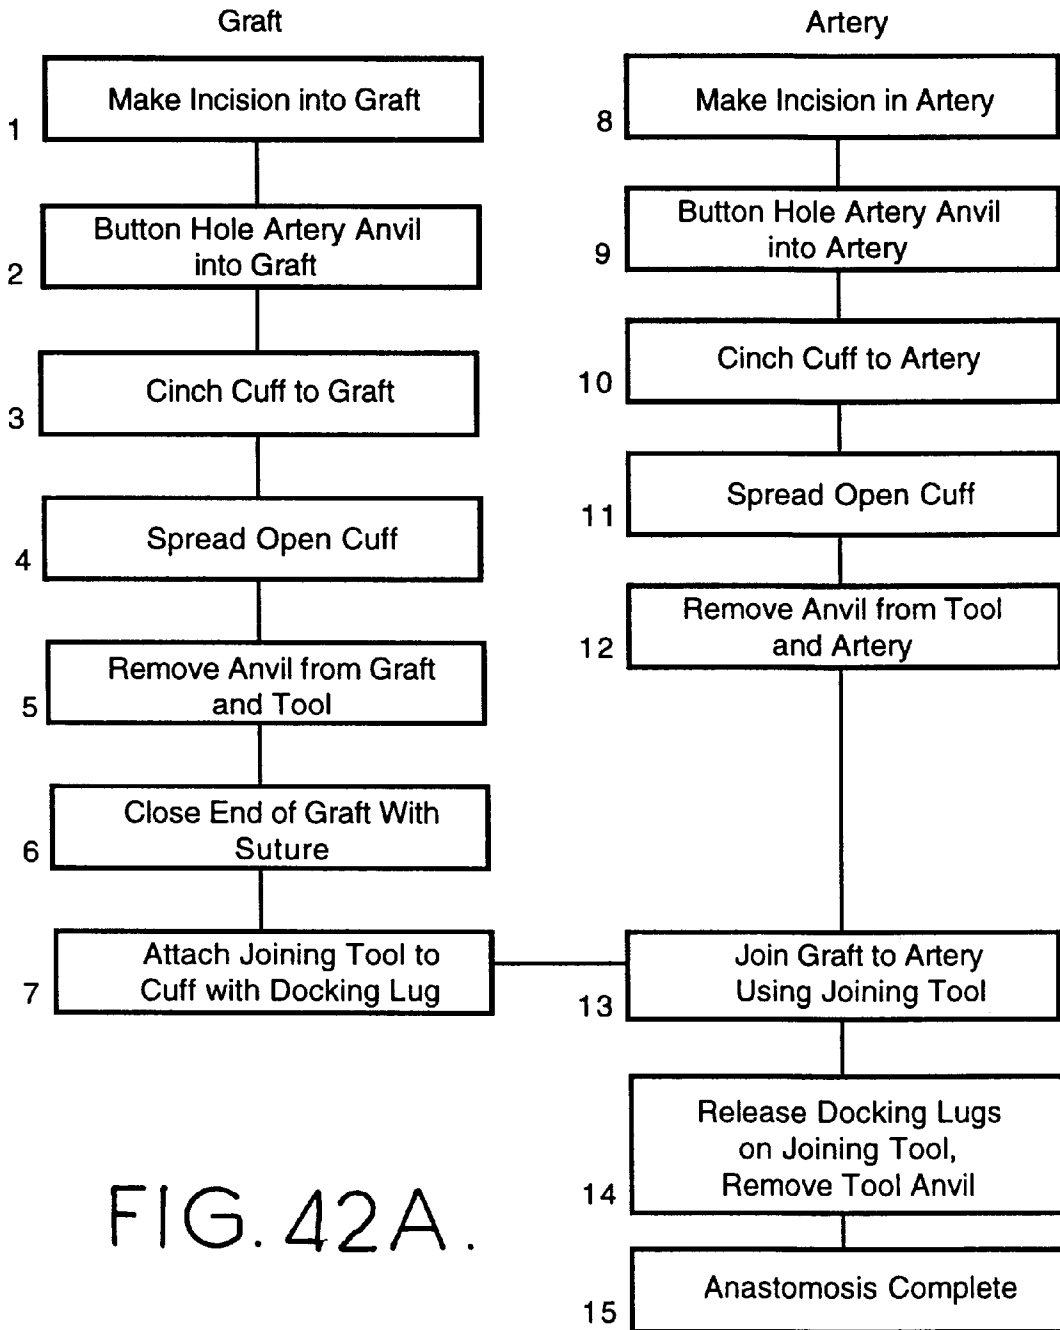 Graft
Make Incision into Graft
1
Button Hole Artery Anvil
into Graft
2
Cinch Cuff to Graft
3
Spread Open Cuff
4
Remove Anvil from Graft
and Tool
5
Close End of Graft With
Suture
6
Attach Joining Tool to
Cuff with Docking Lug
7
Artery
Make Incision in Artery
8
Button Hole Artery Anvil
into Artery
9
Cinch Cuff to Artery
10
Spread Open Cuff
11
Remove Anvil from Tool
and Artery
12
Join Graft to Artery
Using Joining Tool
13
Release Docking Lugs
on Joining Tool,
Remove Tool Anvil
14
Anastomosis Complete
15
FIG. 42A.